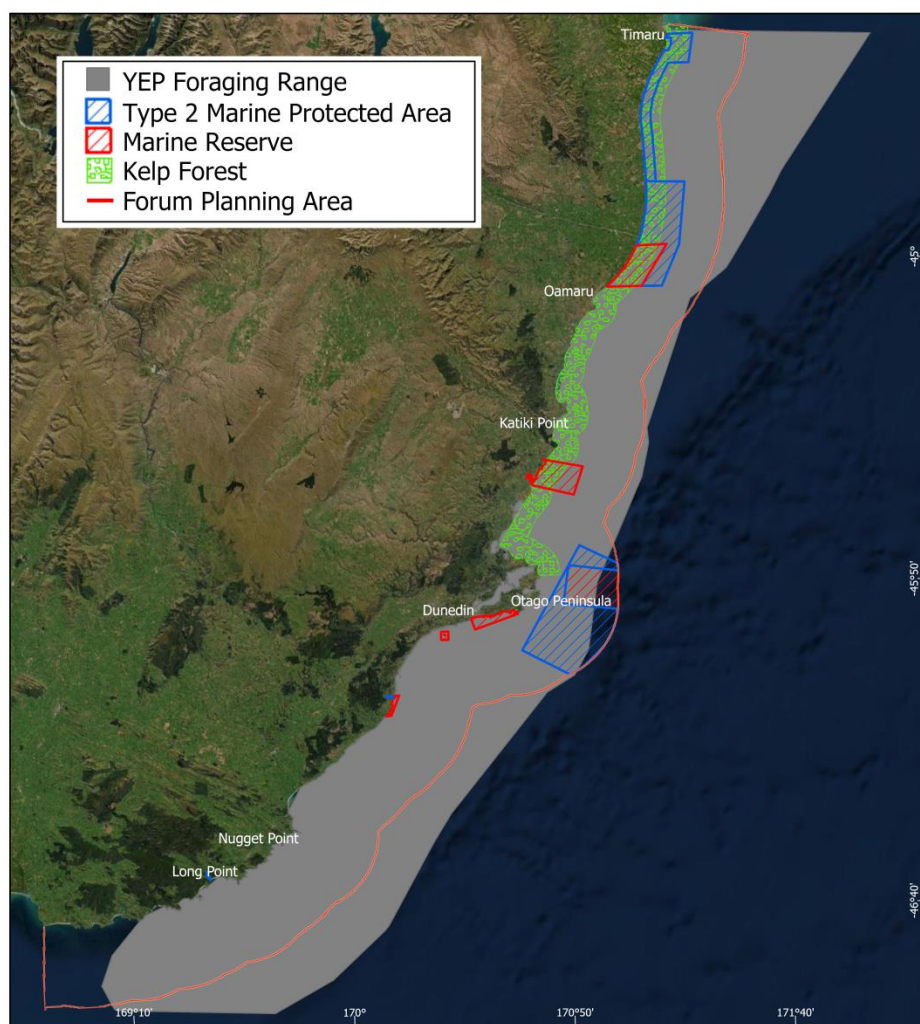 Timaru
YEP Foraging Range
Type 2 Marine Protected Area
Marine Reserve
Kelp Forest
Forum Planning Area
-45°
Oamaru
Katiki Point
-45°50'
Dunedin
Otago Peninsula
Nugget Point
Long Point
-46°40'
169°10'
170°
170°50'
171°40'